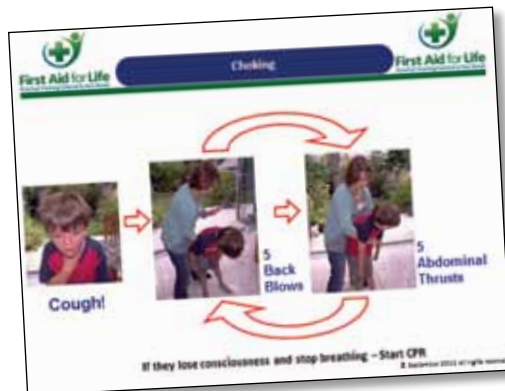 First Aid for Life
Choking
First Aid for Life
Cough!
5
Back
Blows
5
Abdominal
Thrusts
If they lose consciousness and stop breathing – Start CPR